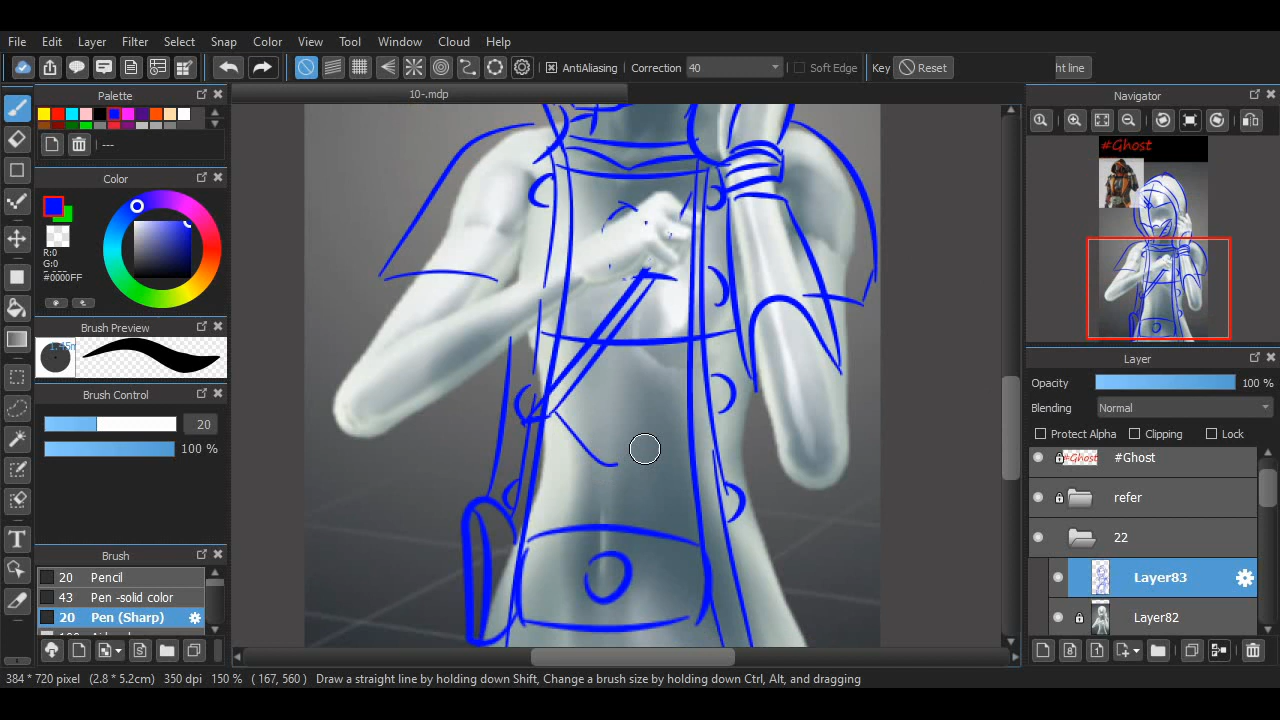 File Edit Layer Filter Select Snap Color View Tool Window Cloud Help
AntiAliasing Correction 40 Soft Edge Key Reset ht line
Palette
10-.mdp
Navigator
---
#Ghost
Color
R:0
G:0
#0000FF
Brush Preview
Layer
Opacity 100 %
Brush Control
Blending Normal
20
Protect Alpha Clipping Lock
100 %
#Ghost #Ghost
refer
22
Brush
20 Pencil
Layer83
43 Pen -solid color
20 Pen (Sharp)
Layer82
384 * 720 pixel (2.8 * 5.2cm) 350 dpi 150 % ( 167, 560 ) Draw a straight line by holding down Shift, Change a brush size by holding down Ctrl, Alt, and dragging